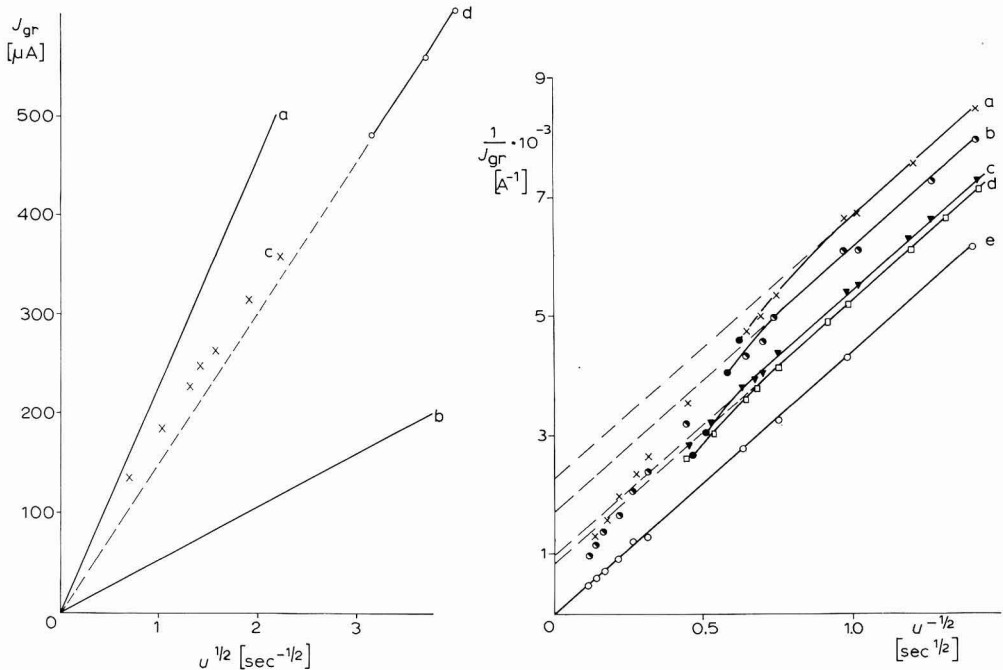 J_gr
[μA]
500
400
300
200
100
0
1
2
3
u^1/2 [sec^-1/2]
a
b
c
d
9
7
5
3
1
1/J_gr · 10^-3
[A^-1]
0
0.5
1.0
u^-1/2
[sec^1/2]
a
b
c
d
e